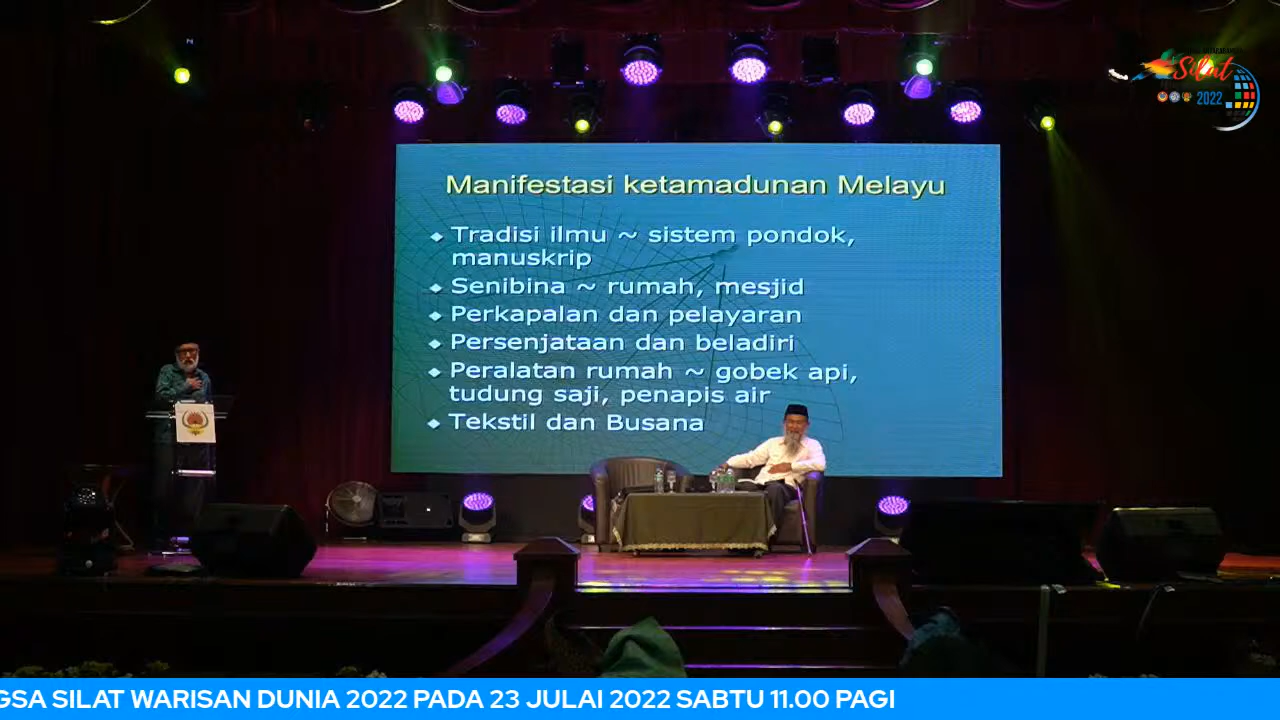 Silat
2022
Manifestasi ketamadunan Melayu
Tradisi ilmu ~ sistem pondok,
manuskrip
Senibina ~ rumah, mesjid
Perkapalan dan pelayaran
Persenjataan dan beladiri
Peralatan rumah ~ gobek api,
tudung saji, penapis air
Tekstil dan Busana
GSA SILAT WARISAN DUNIA 2022 PADA 23 JULAI 2022 SABTU 11.00 PAGI